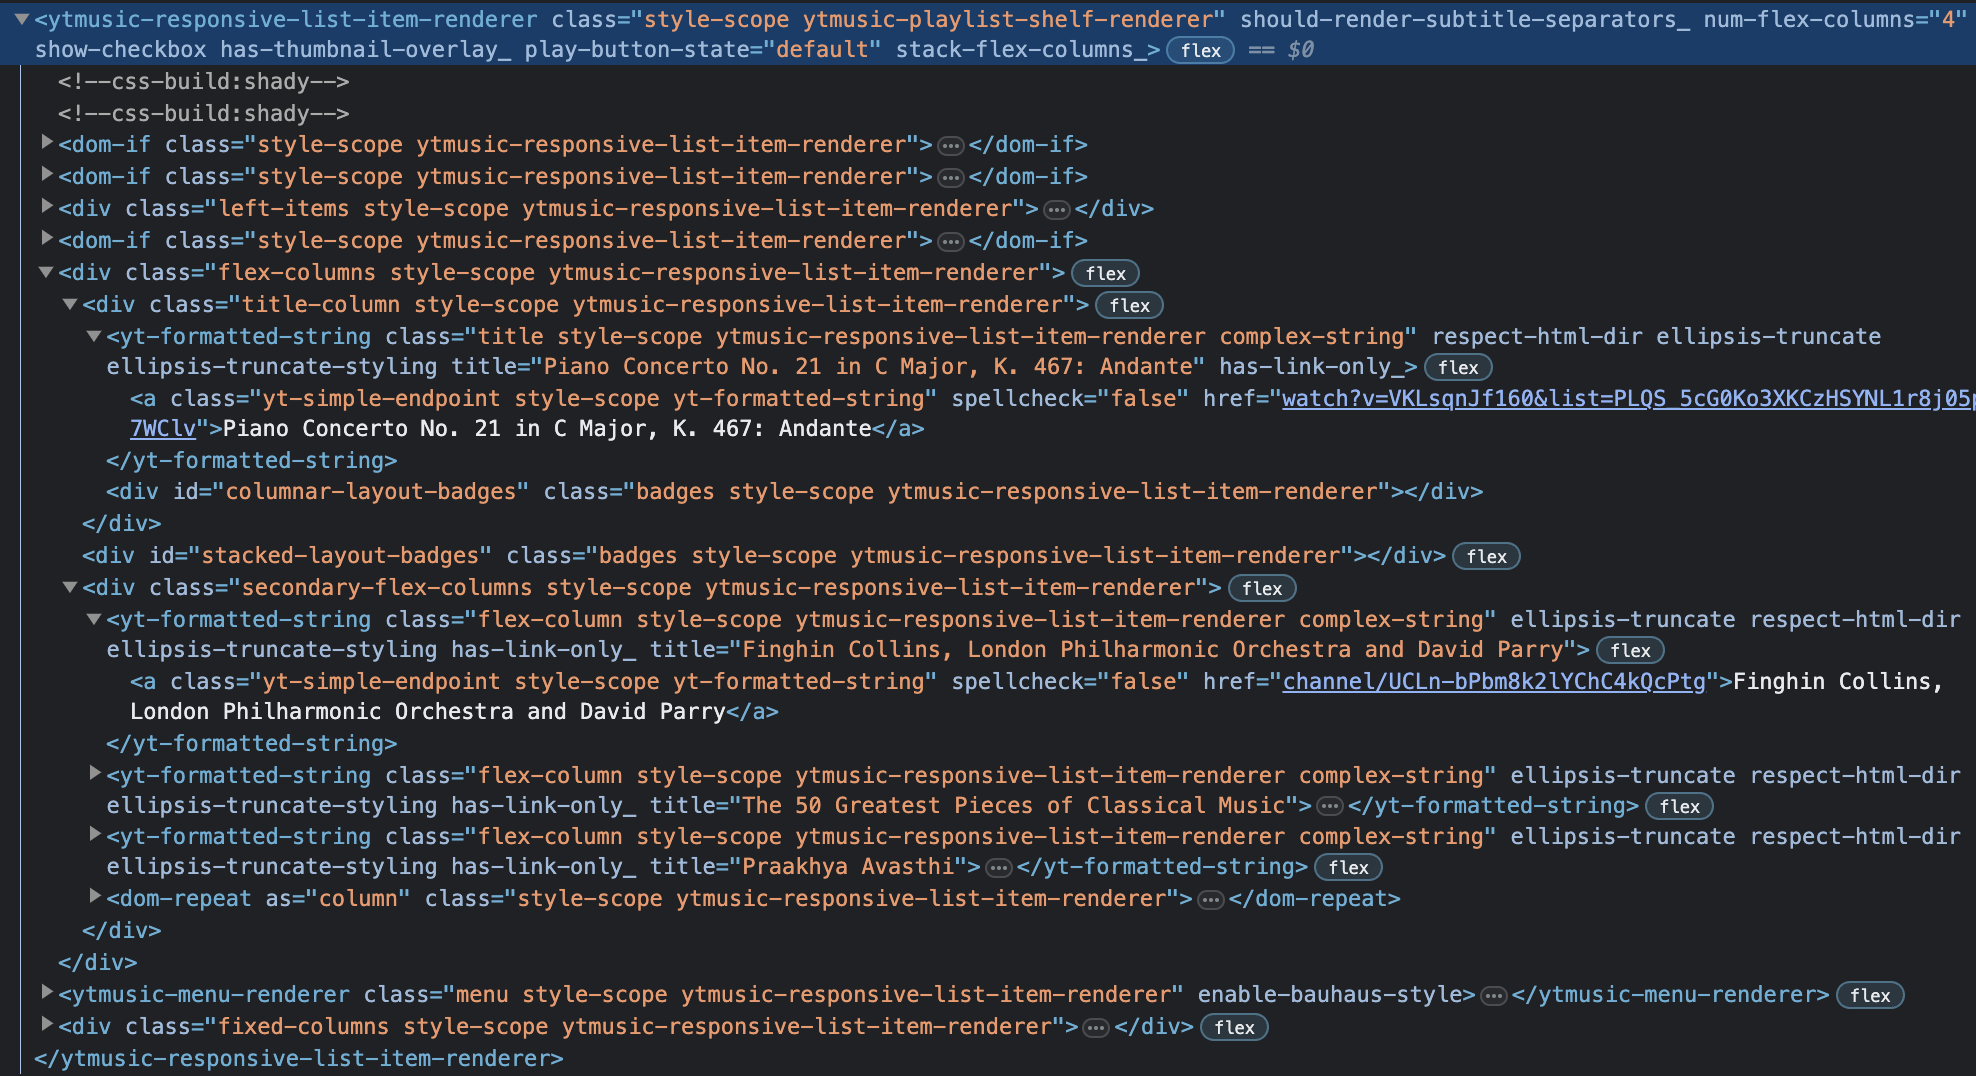 ▼<ytmusic-responsive-list-item-renderer class="style-scope ytmusic-playlist-shelf-renderer" should-render-subtitle-separators_ num-flex-columns="4"
show-checkbox has-thumbnail-overlay_ play-button-state="default" stack-flex-columns_> flex == $0
<!--css-build:shady-->
<!--css-build:shady-->
▶<dom-if class="style-scope ytmusic-responsive-list-item-renderer">…</dom-if>
▶<dom-if class="style-scope ytmusic-responsive-list-item-renderer">…</dom-if>
▶<div class="left-items style-scope ytmusic-responsive-list-item-renderer">…</div>
▶<dom-if class="style-scope ytmusic-responsive-list-item-renderer">…</dom-if>
▼<div class="flex-columns style-scope ytmusic-responsive-list-item-renderer"> flex
▼<div class="title-column style-scope ytmusic-responsive-list-item-renderer"> flex
▼<yt-formatted-string class="title style-scope ytmusic-responsive-list-item-renderer complex-string" respect-html-dir ellipsis-truncate
ellipsis-truncate-styling title="Piano Concerto No. 21 in C Major, K. 467: Andante" has-link-only_> flex
<a class="yt-simple-endpoint style-scope yt-formatted-string" spellcheck="false" href="watch?v=VKLsqnJf160&list=PLQS_5cG0Ko3XKCzHSYNL1r8j05p
7WClv">Piano Concerto No. 21 in C Major, K. 467: Andante</a>
</yt-formatted-string>
<div id="columnar-layout-badges" class="badges style-scope ytmusic-responsive-list-item-renderer"></div>
</div>
<div id="stacked-layout-badges" class="badges style-scope ytmusic-responsive-list-item-renderer"></div> flex
▼<div class="secondary-flex-columns style-scope ytmusic-responsive-list-item-renderer"> flex
▼<yt-formatted-string class="flex-column style-scope ytmusic-responsive-list-item-renderer complex-string" ellipsis-truncate respect-html-dir
ellipsis-truncate-styling has-link-only_ title="Finghin Collins, London Philharmonic Orchestra and David Parry"> flex
<a class="yt-simple-endpoint style-scope yt-formatted-string" spellcheck="false" href="channel/UCLn-bPbm8k2lYChC4kQcPtg">Finghin Collins,
London Philharmonic Orchestra and David Parry</a>
</yt-formatted-string>
▶<yt-formatted-string class="flex-column style-scope ytmusic-responsive-list-item-renderer complex-string" ellipsis-truncate respect-html-dir
ellipsis-truncate-styling has-link-only_ title="The 50 Greatest Pieces of Classical Music">…</yt-formatted-string> flex
▶<yt-formatted-string class="flex-column style-scope ytmusic-responsive-list-item-renderer complex-string" ellipsis-truncate respect-html-dir
ellipsis-truncate-styling has-link-only_ title="Praakhya Avasthi">…</yt-formatted-string> flex
▶<dom-repeat as="column" class="style-scope ytmusic-responsive-list-item-renderer">…</dom-repeat>
</div>
</div>
▶<ytmusic-menu-renderer class="menu style-scope ytmusic-responsive-list-item-renderer" enable-bauhaus-style>…</ytmusic-menu-renderer> flex
▶<div class="fixed-columns style-scope ytmusic-responsive-list-item-renderer">…</div> flex
</ytmusic-responsive-list-item-renderer>